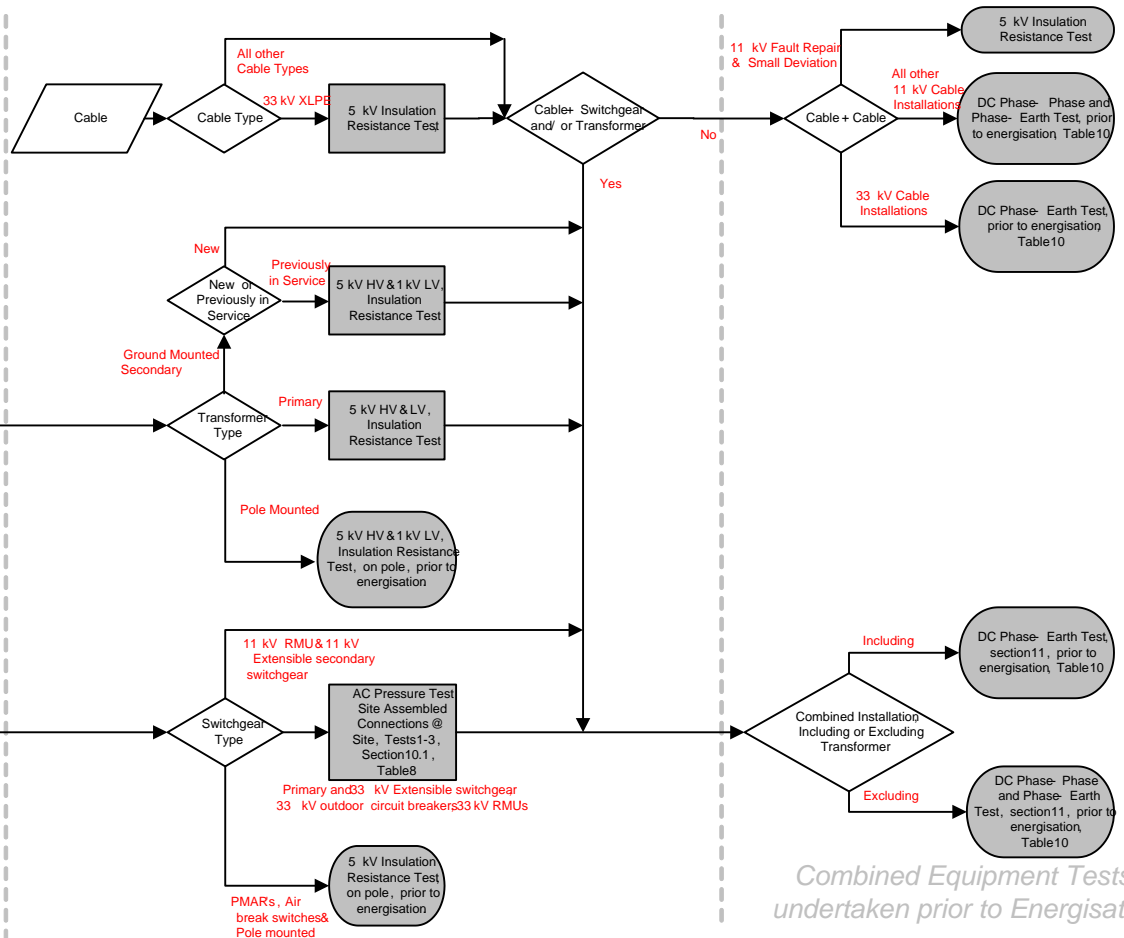 All other
Cable Types
Cable
Cable Type
33 kV XLPE
5 kV Insulation
Resistance Test,
Cable+ Switchgear
and/ or Transformer
No
Yes
11 kV Fault Repair
& Small Deviation
5 kV Insulation
Resistance Test
Cable + Cable
All other
11 kV Cable
Installations
DC Phase- Phase and
Phase- Earth Test, prior
to energisation, Table10
33 kV Cable
Installations
DC Phase- Earth Test,
prior to energisation,
Table10
New
New or
Previously in
Service
Previously
in Service
5 kV HV & 1 kV LV,
Insulation
Resistance Test
Ground Mounted
Secondary
Transformer
Type
Primary
5 kV HV & LV,
Insulation
Resistance Test
Pole Mounted
5 kV HV & 1 kV LV,
Insulation Resistance
Test, on pole, prior to
energisation
11 kV RMU & 11 kV
Extensible secondary
switchgear
Switchgear
Type
AC Pressure Test
Site Assembled
Connections @
Site, Tests1-3,
Section10.1,
Table8
Primary and33 kV Extensible switchgear,
33 kV outdoor circuit breakers,33 kV RMUs
5 kV Insulation
Resistance Test,
on pole, prior to
energisation
PMARs, Air
break switches&
Pole mounted
Combined Installation,
Including or Excluding
Transformer
Including
DC Phase- Earth Test,
section11, prior to
energisation, Table10
Excluding
DC Phase- Phase
and Phase- Earth
Test, section11, prior to
energisation,
Table10
Combined Equipment Tests
undertaken prior to Energisat